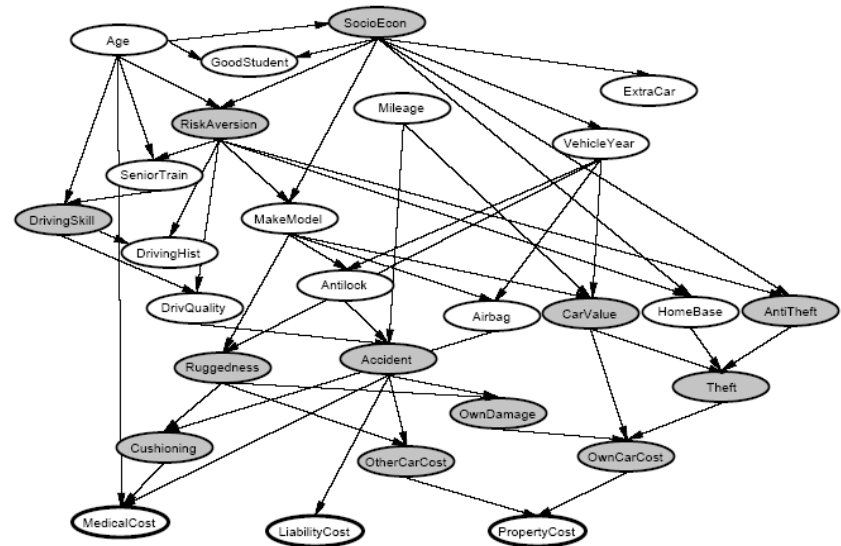 SocioEcon
Age
GoodStudent
ExtraCar
Mileage
RiskAversion
VehicleYear
SeniorTrain
DrivingSkill
MakeModel
DrivingHist
Antilock
DrivQuality
Airbag
CarValue
HomeBase
AntiTheft
Ruggedness
Accident
Theft
OwnDamage
Cushioning
OtherCarCost
OwnCarCost
MedicalCost
LiabilityCost
PropertyCost